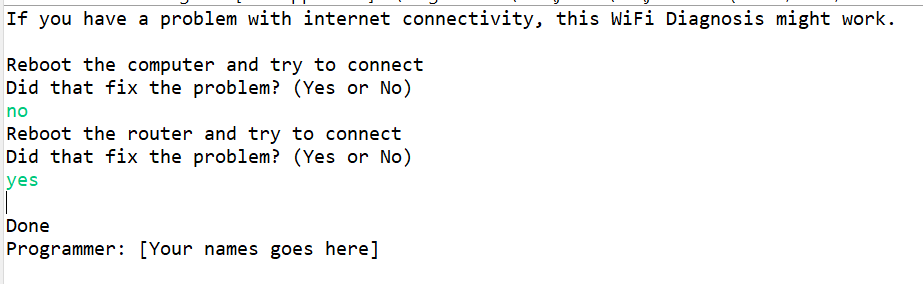 If you have a problem with internet connectivity, this WiFi Diagnosis might work.
Reboot the computer and try to connect
Did that fix the problem? (Yes or No)
no
Reboot the router and try to connect
Did that fix the problem? (Yes or No)
yes
Done
Programmer: [Your names goes here]